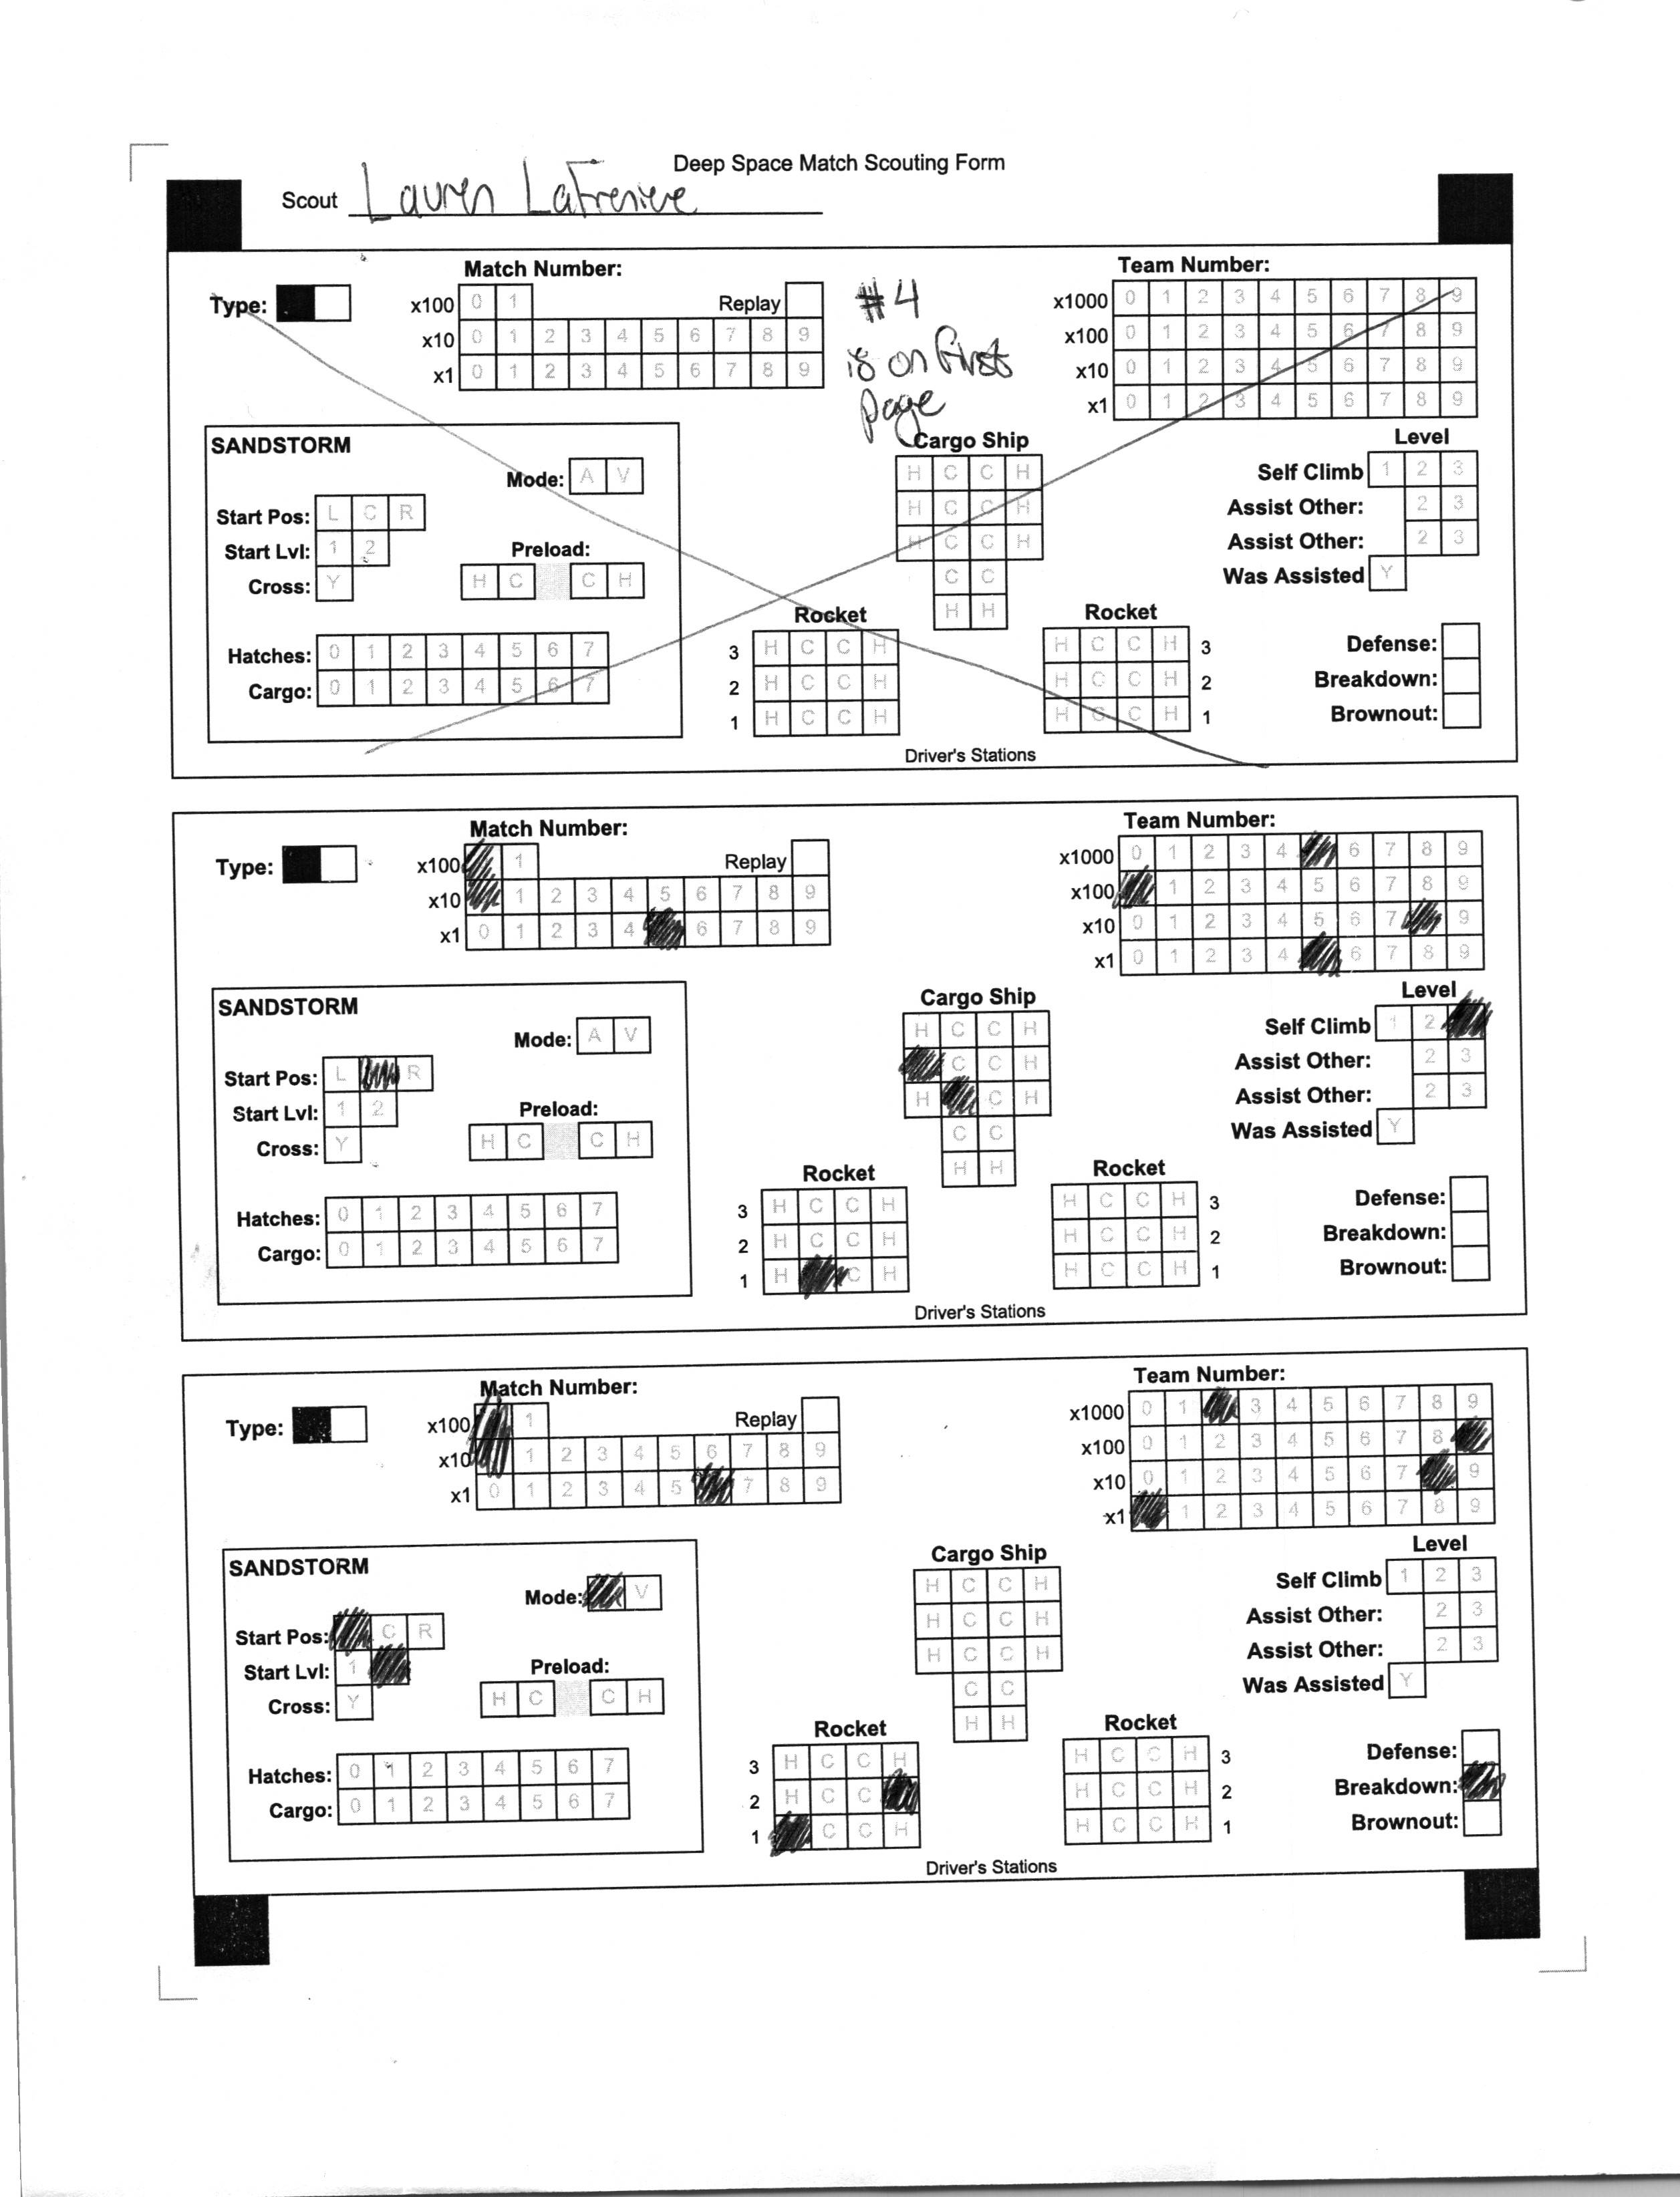 Deep Space Match Scouting Form
Scout Lauren LaFreniere
Match Number:
Team Number:
Type:
x100 0 1 Replay
#4
x1000 0 1 2 3 4 5 6 7 8 9
x10 0 1 2 3 4 5 6 7 8 9
is on first
x100 0 1 2 3 4 5 6 7 8 9
x1 0 1 2 3 4 5 6 7 8 9
page
x10 0 1 2 3 4 5 6 7 8 9
x1 0 1 2 3 4 5 6 7 8 9
SANDSTORM
Mode: A V
Start Pos: L C R
Start Lvl: 1 2
Preload:
Cross: Y
H C C H
Hatches: 0 1 2 3 4 5 6 7
Cargo: 0 1 2 3 4 5 6 7
Cargo Ship
H C C H
H C C H
H C C H
C C
H H
Rocket
3 H C C H
2 H C C H
1 H C C H
Rocket
H C C H 3
H C C H 2
H C C H 1
Level
Self Climb 1 2 3
Assist Other: 2 3
Assist Other: 2 3
Was Assisted Y
Defense:
Breakdown:
Brownout:
Driver's Stations
Match Number:
Team Number:
Type:
x100 1 Replay
x10 1 2 3 4 5 6 7 8 9
x1 0 1 2 3 4 6 7 8 9
x1000 0 1 2 3 4 6 7 8 9
x100 1 2 3 4 5 6 7 8 9
x10 0 1 2 3 4 5 6 7 9
x1 0 1 2 3 4 6 7 8 9
SANDSTORM
Mode: A V
Start Pos: L R
Start Lvl: 1 2
Preload:
Cross: Y
H C C H
Hatches: 0 1 2 3 4 5 6 7
Cargo: 0 1 2 3 4 5 6 7
Cargo Ship
H C C H
C C H
H C H
C C
H H
Rocket
3 H C C H
2 H C C H
1 H C H
Rocket
H C C H 3
H C C H 2
H C C H 1
Level
Self Climb 1 2
Assist Other: 2 3
Assist Other: 2 3
Was Assisted Y
Defense:
Breakdown:
Brownout:
Driver's Stations
Match Number:
Team Number:
Type:
x100 1 Replay
x10 1 2 3 4 5 6 7 8 9
x1 0 1 2 3 4 5 7 8 9
x1000 0 1 3 4 5 6 7 8 9
x100 0 1 2 3 4 5 6 7 8
x10 0 1 2 3 4 5 6 7 9
x1 1 2 3 4 5 6 7 8 9
SANDSTORM
Mode: V
Start Pos: C R
Start Lvl: 1
Preload:
Cross: Y
H C C H
Hatches: 0 1 2 3 4 5 6 7
Cargo: 0 1 2 3 4 5 6 7
Cargo Ship
H C C H
H C C H
H C C H
C C
H H
Rocket
3 H C C H
2 H C C
1 C C H
Rocket
H C C H 3
H C C H 2
H C C H 1
Level
Self Climb 1 2 3
Assist Other: 2 3
Assist Other: 2 3
Was Assisted Y
Defense:
Breakdown:
Brownout:
Driver's Stations